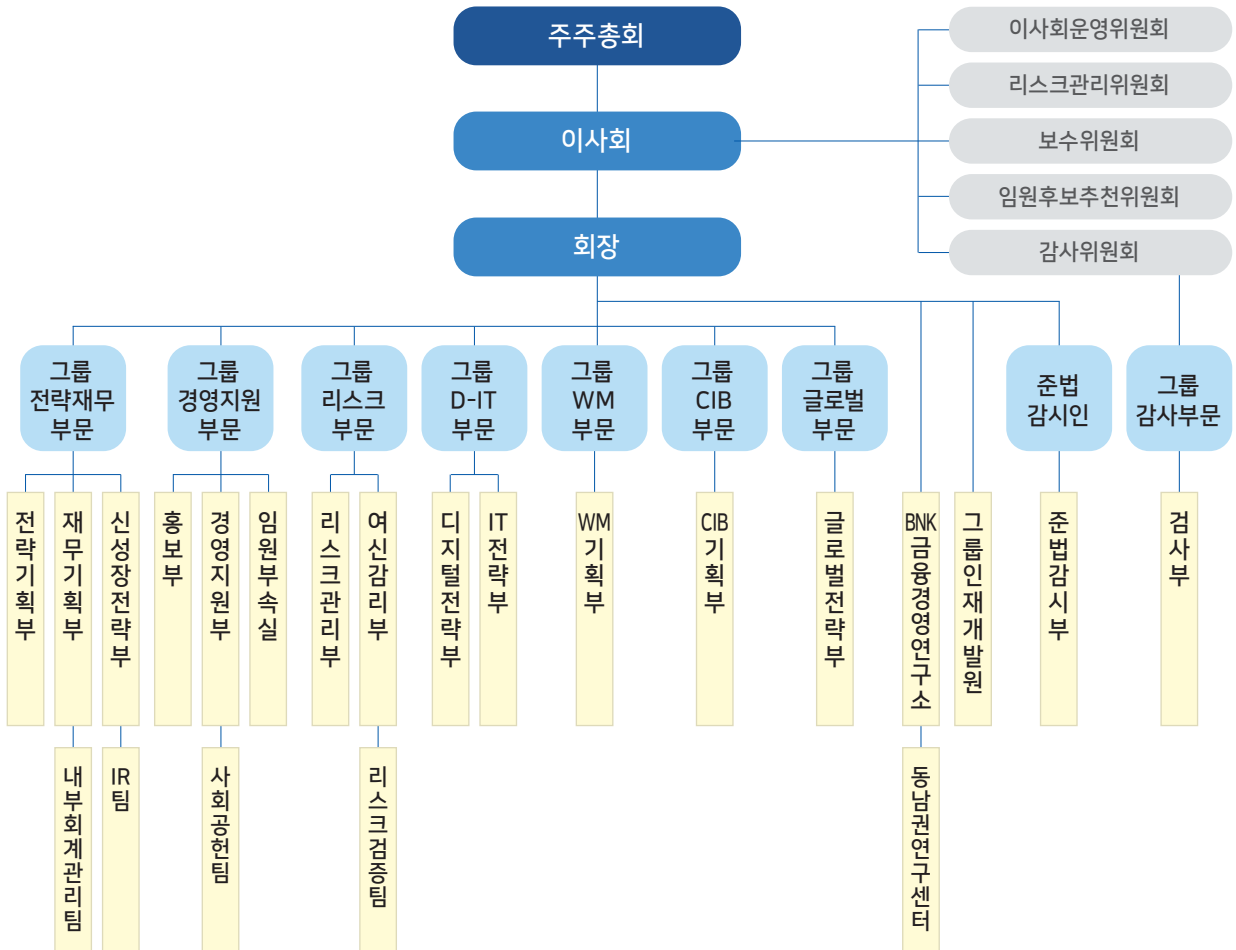 주주총회
이사회
회장
이사회운영위원회
리스크관리위원회
보수위원회
임원후보추천위원회
감사위원회
그룹
전략재무
부문
그룹
경영지원
부문
그룹
리스크
부문
그룹
D-IT
부문
그룹
WM
부문
그룹
CIB
부문
그룹
글로벌
부문
준법
감시인
그룹
감사부문
전략기획부
재무기획부
신성장전략부
홍보부
경영지원부
임원부속실
리스크관리부
여신감리부
디지털전략부
IT전략부
WM기획부
CIB기획부
글로벌전략부
BNK금융경영연구소
그룹인재개발원
준법감시부
검사부
내부회계관리팀
IR팀
사회공헌팀
리스크검증팀
동남권연구센터